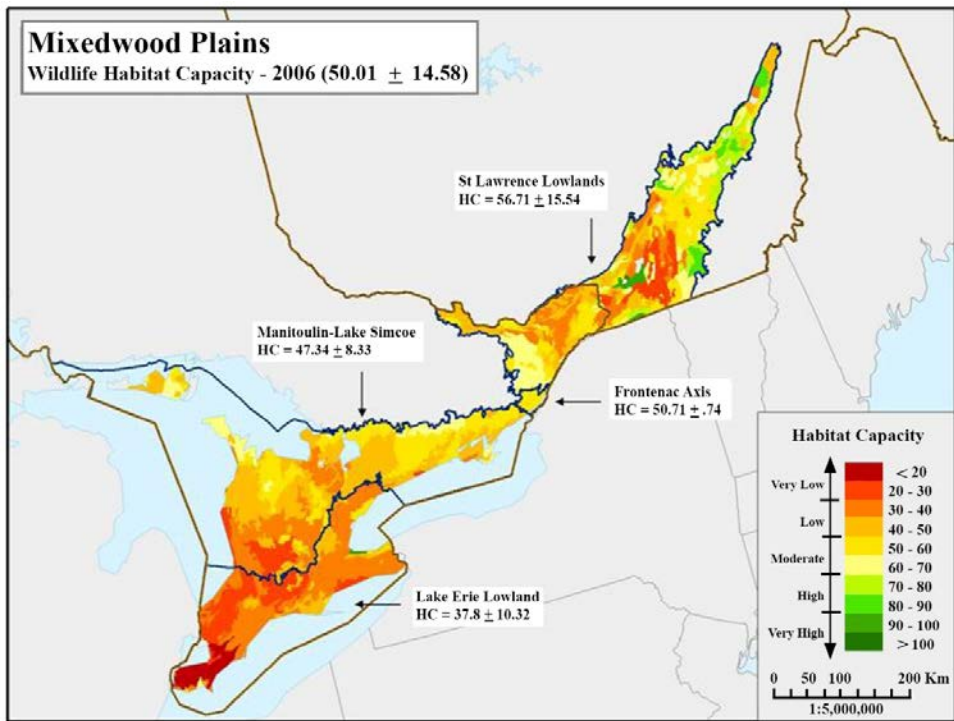 Mixedwood Plains
Wildlife Habitat Capacity - 2006 (50.01 ± 14.58)
St Lawrence Lowlands
HC = 56.71 ± 15.54
Manitoulin-Lake Simcoe
HC = 47.34 ± 8.33
Frontenac Axis
HC = 50.71 ± .74
Lake Erie Lowland
HC = 37.8 ± 10.32
Habitat Capacity
Very Low
Low
Moderate
High
Very High
< 20
20 - 30
30 - 40
40 - 50
50 - 60
60 - 70
70 - 80
80 - 90
90 - 100
> 100
0 50 100 200 Km
1:5,000,000